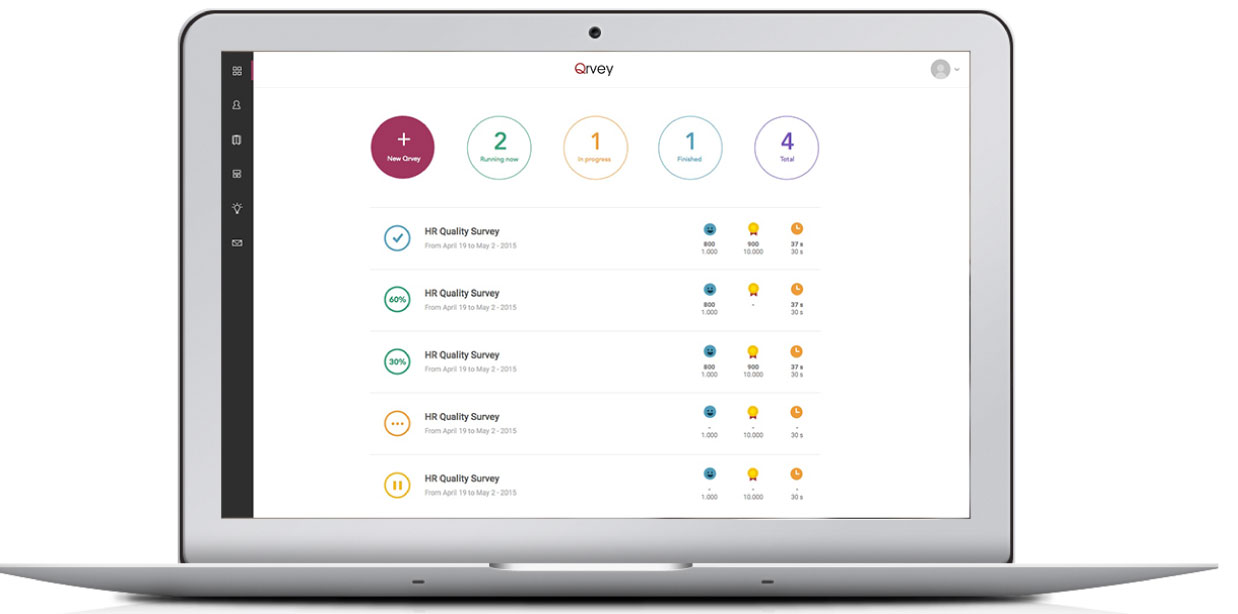 Qrvey
+
New Qrvey
2
Running now
1
In progress
1
Finished
4
Total
HR Quality Survey
From April 19 to May 2 - 2015
800
1.000
900
10.000
37 s
30 s
60%
HR Quality Survey
From April 19 to May 2 - 2015
800
1.000
-
37 s
30 s
30%
HR Quality Survey
From April 19 to May 2 - 2015
800
1.000
900
10.000
37 s
30 s
HR Quality Survey
From April 19 to May 2 - 2015
-
1.000
-
10.000
-
30 s
HR Quality Survey
From April 19 to May 2 - 2015
-
1.000
-
10.000
-
30 s